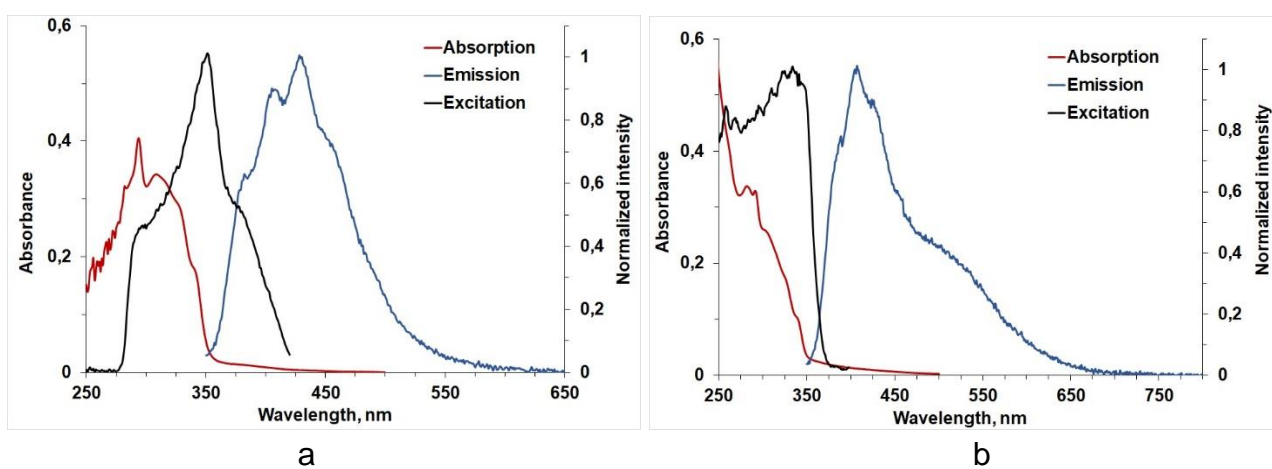 0,6
0,4
0,2
0
Absorbance
250
350
450
550
650
Wavelength, nm
1
0,8
0,6
0,4
0,2
0
Normalized intensity
Absorption
Emission
Excitation
a
0,6
0,4
0,2
0
Absorbance
250
350
450
550
650
750
Wavelength, nm
1
0,8
0,6
0,4
0,2
0
Normalized intensity
Absorption
Emission
Excitation
b